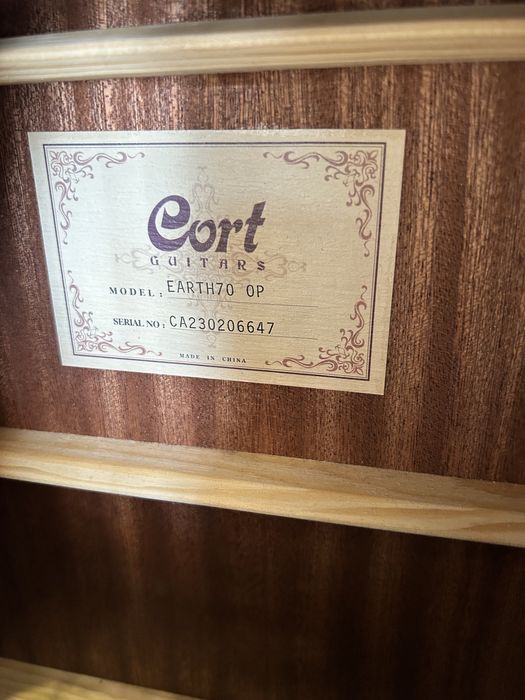 Cort
GUITARS
MODEL: EARTH70 OP
SERIAL NO: CA230206647
MADE IN CHINA